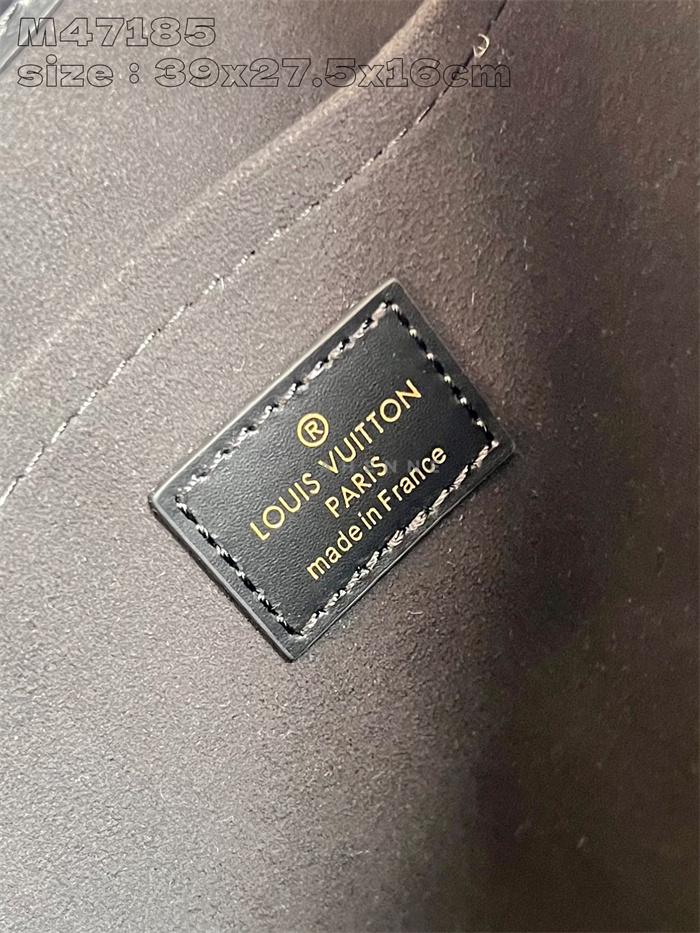 M47185
size : 39x27.5x16cm
®
LOUIS VUITTON
PARIS
made in France